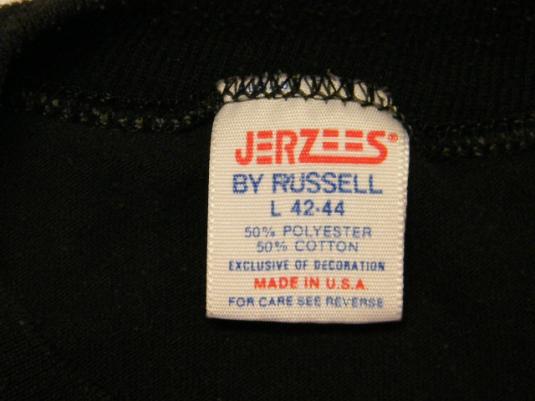 JERZEES®
BY RUSSELL
L 42-44
50% POLYESTER
50% COTTON
EXCLUSIVE OF DECORATION
MADE IN U.S.A.
FOR CARE SEE REVERSE